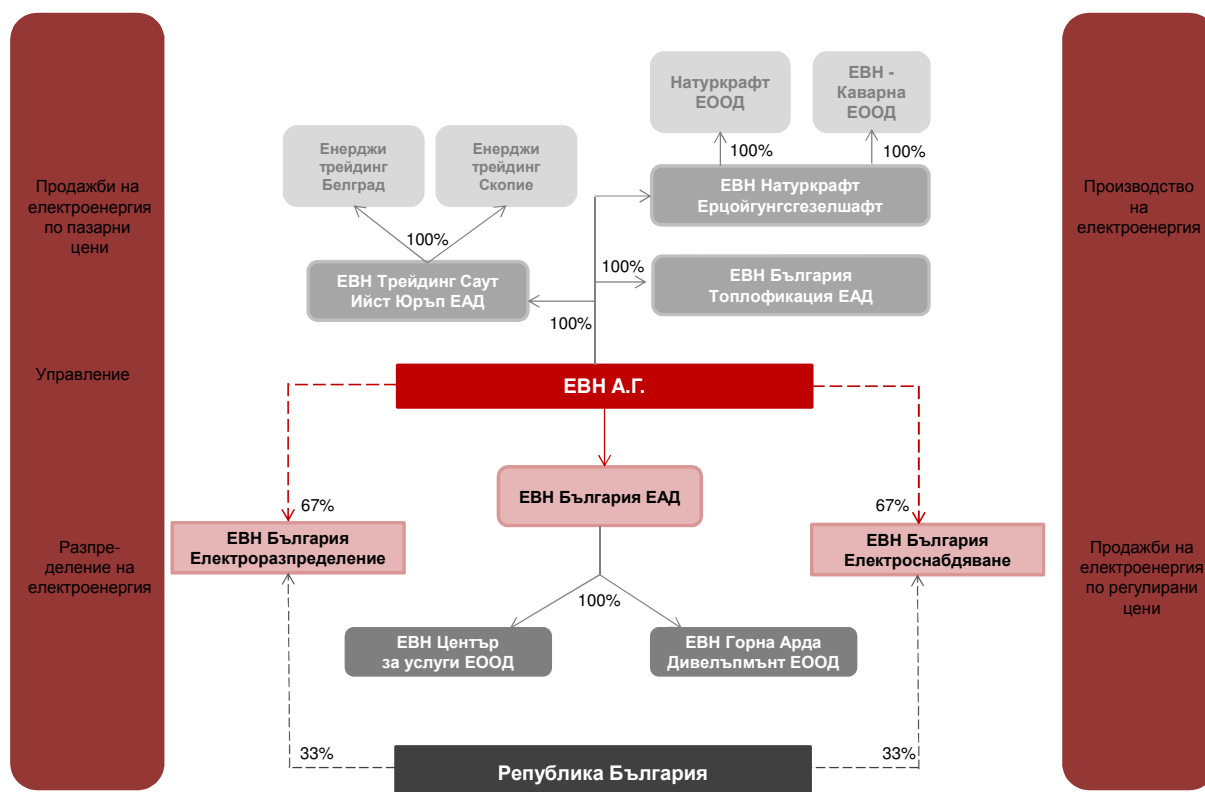 Натуркрафт
ЕООД
ЕВН -
Каварна
ЕООД
100%
100%
Енерджи
трейдинг
Белград
Енерджи
трейдинг
Скопие
ЕВН Натуркрафт
Ерцойгунгсгезелшафт
Продажби на
електроенергия
по пазарни
цени
Производство
на
електроенергия
100%
100%
ЕВН Трейдинг Саут
Ийст Юръп ЕАД
ЕВН България
Топлофикация ЕАД
100%
Управление
ЕВН А.Г.
ЕВН България ЕАД
67%
67%
ЕВН България
Електроразпределение
ЕВН България
Електроснабдяване
Разпре-
деление на
електроенергия
Продажби на
електроенергия
по регулирани
цени
100%
ЕВН Център
за услуги ЕООД
ЕВН Горна Арда
Дивелъпмънт ЕООД
33%
33%
Република България